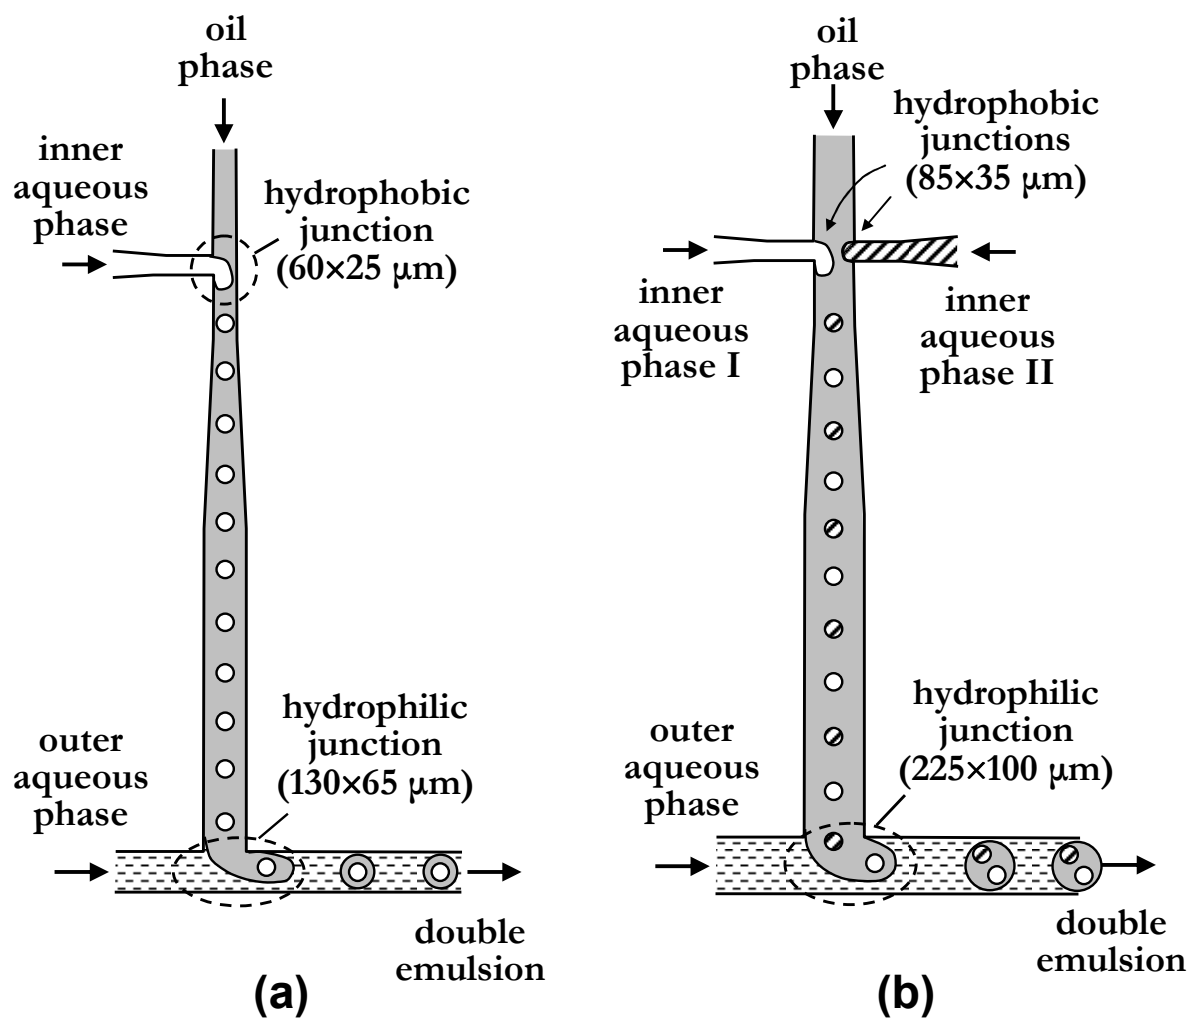 oil
phase
inner
aqueous
phase
hydrophobic
junction
(60×25 µm)
outer
aqueous
phase
hydrophilic
junction
(130×65 µm)
double
emulsion
(a)
oil
phase
hydrophobic
junctions
(85×35 µm)
inner
aqueous
phase I
inner
aqueous
phase II
outer
aqueous
phase
hydrophilic
junction
(225×100 µm)
double
emulsion
(b)